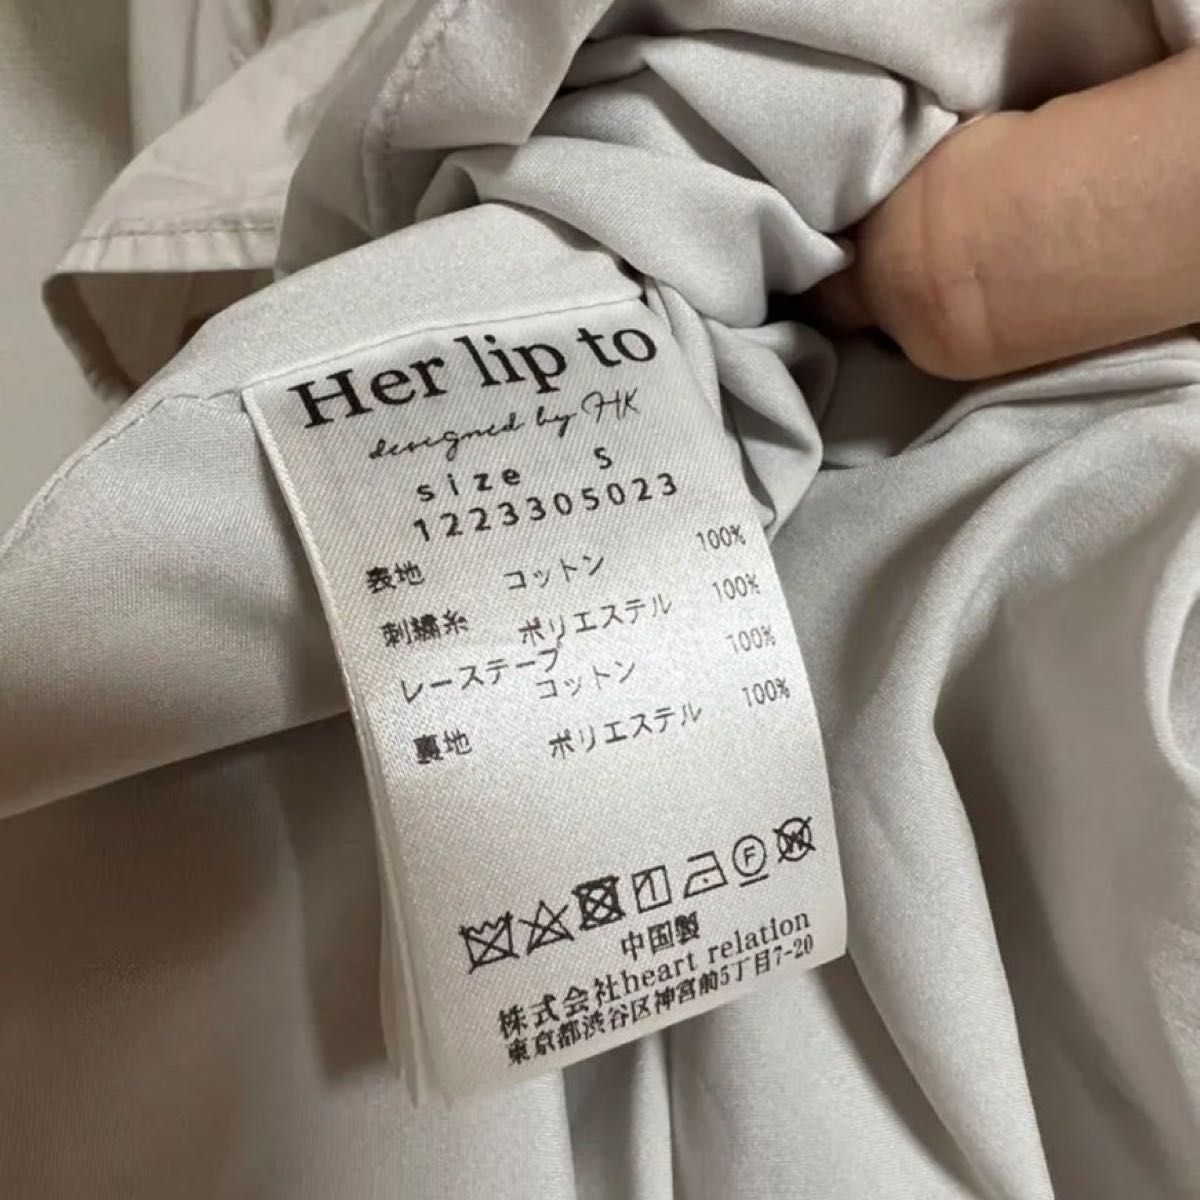 Her lip to
designed by HK
size S
1223305023
表地 コットン 100%
刺繍糸 ポリエステル 100%
レーステープ
コットン 100%
裏地 ポリエステル 100%
F W
中国製
株式会社heart relation
東京都渋谷区神宮前5丁目7-20